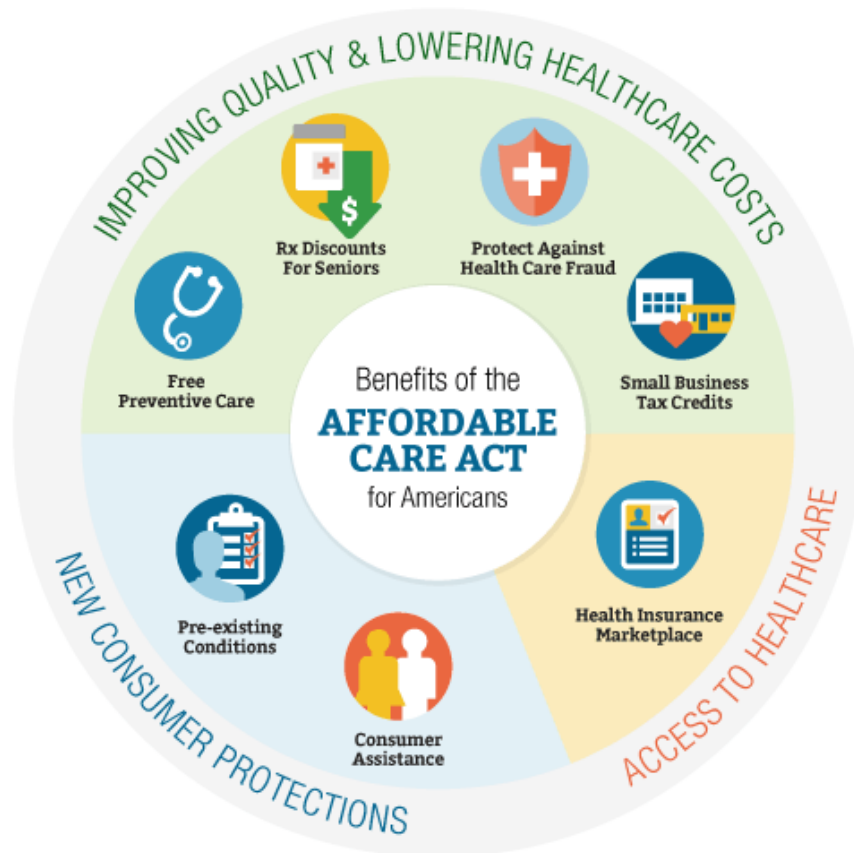 IMPROVING QUALITY & LOWERING HEALTHCARE COSTS
Rx Discounts
For Seniors
$
Protect Against
Health Care Fraud
Free
Preventive Care
Small Business
Tax Credits
Benefits of the
AFFORDABLE
CARE ACT
for Americans
Pre-existing
Conditions
Consumer
Assistance
Health Insurance
Marketplace
NEW CONSUMER PROTECTIONS
ACCESS TO HEALTHCARE